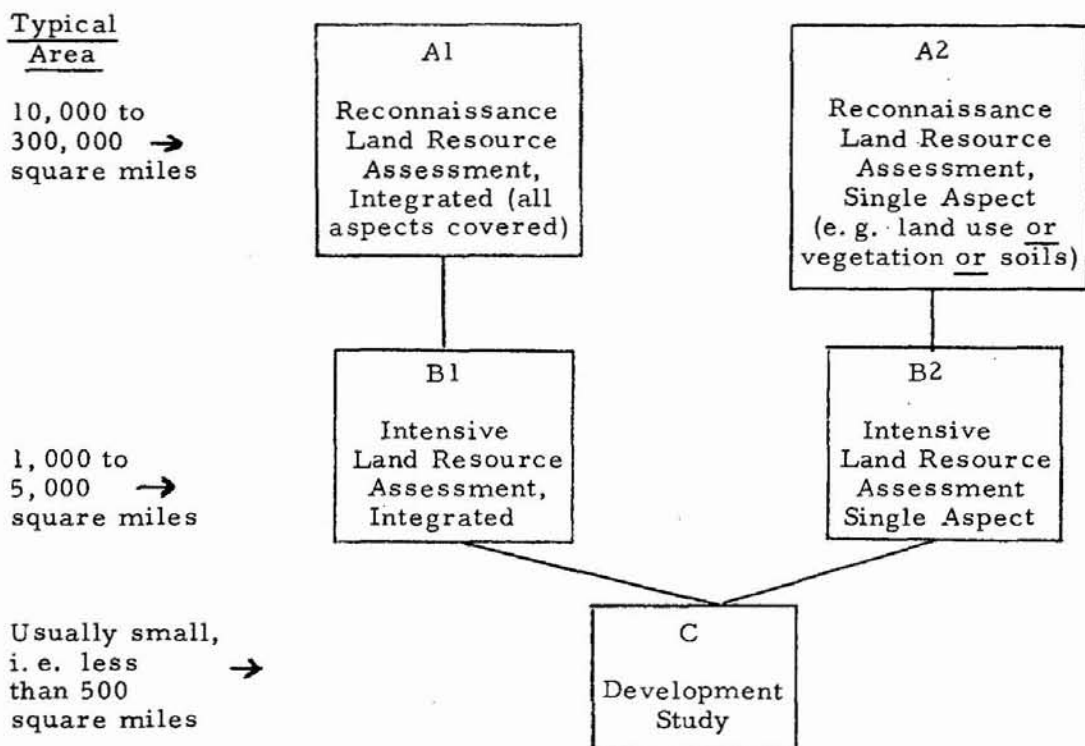 Typical
Area
10,000 to
300,000 →
square miles
A1
Reconnaissance
Land Resource
Assessment,
Integrated (all
aspects covered)
A2
Reconnaissance
Land Resource
Assessment,
Single Aspect
(e. g. land use or
vegetation or soils)
1,000 to
5,000 →
square miles
B1
Intensive
Land Resource
Assessment,
Integrated
B2
Intensive
Land Resource
Assessment
Single Aspect
Usually small,
i. e. less →
than 500
square miles
C
Development
Study